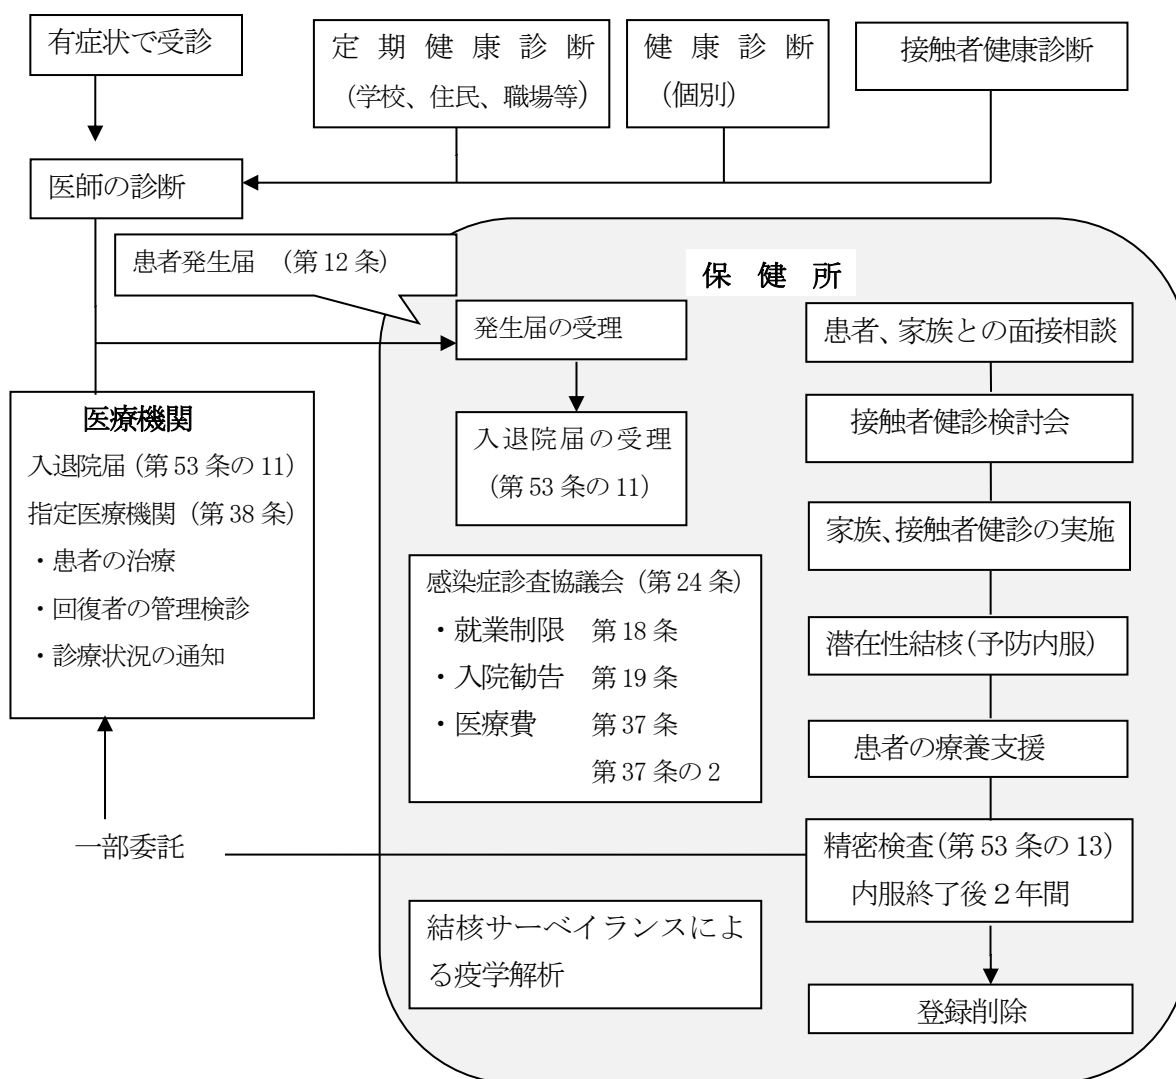 有症状で受診
定期健康診断
(学校、住民、職場等)
健康診断
(個別)
接触者健康診断
医師の診断
患者発生届 (第12条)
保健所
発生届の受理
患者、家族との面接相談
医療機関
入退院届(第53条の11)
指定医療機関(第38条)
・患者の治療
・回復者の管理検診
・診療状況の通知
入退院届の受理
(第53条の11)
接触者健診検討会
家族、接触者健診の実施
感染症診査協議会(第24条)
・就業制限 第18条
・入院勧告 第19条
・医療費 第37条
第37条の2
潜在性結核(予防内服)
患者の療養支援
一部委託
精密検査(第53条の13)
内服終了後2年間
結核サーベイランスによ
る疫学解析
登録削除